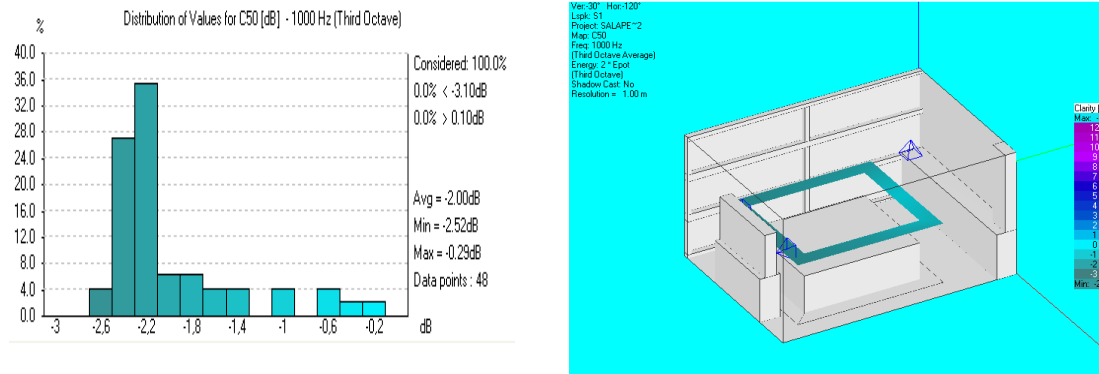 Distribution of Values for C50 [dB] - 1000 Hz (Third Octave)
%
40.0
36.0
32.0
28.0
24.0
20.0
16.0
12.0
8.0
4.0
0.0
-3 -2,6 -2,2 -1,8 -1,4 -1 -0,6 -0,2 dB
Considered: 100.0%
0.0% < -3.10dB
0.0% > 0.10dB
Avg = -2.00dB
Min = -2.52dB
Max = -0.29dB
Data points : 48
Ver:-30° Hor:-120°
Lspk: S1
Project: SALAPE~2
Map: C50
Freq: 1000 Hz
(Third Octave Average)
Energy: 2 * Epot
(Third Octave)
Shadow Cast: No
Resolution = 1.00 m
Clarity
Max: -
12
11
10
9
8
7
6
5
4
3
2
1
0
-1
-2
-3
Min: -2